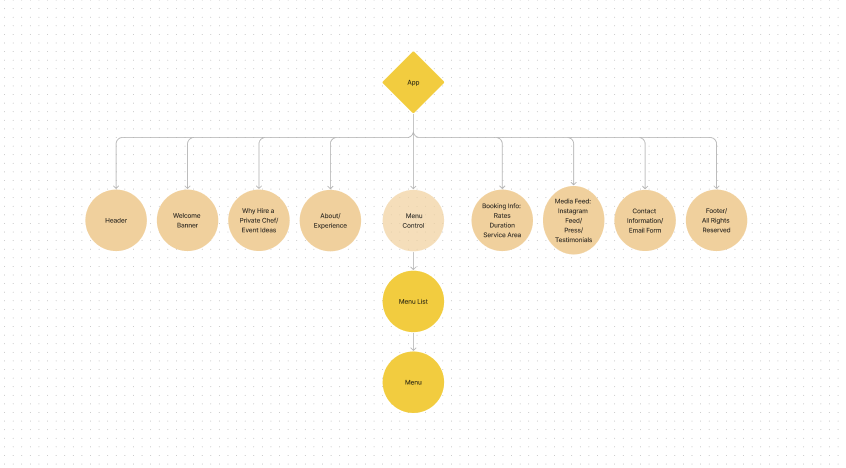 App
Header
Welcome
Banner
Why Hire a
Private Chef/
Event Ideas
About/
Experience
Menu
Control
Booking Info:
Rates
Duration
Service Area
Media Feed:
Instagram
Feed/
Press/
Testimonials
Contact
Information/
Email Form
Footer/
All Rights
Reserved
Menu List
Menu